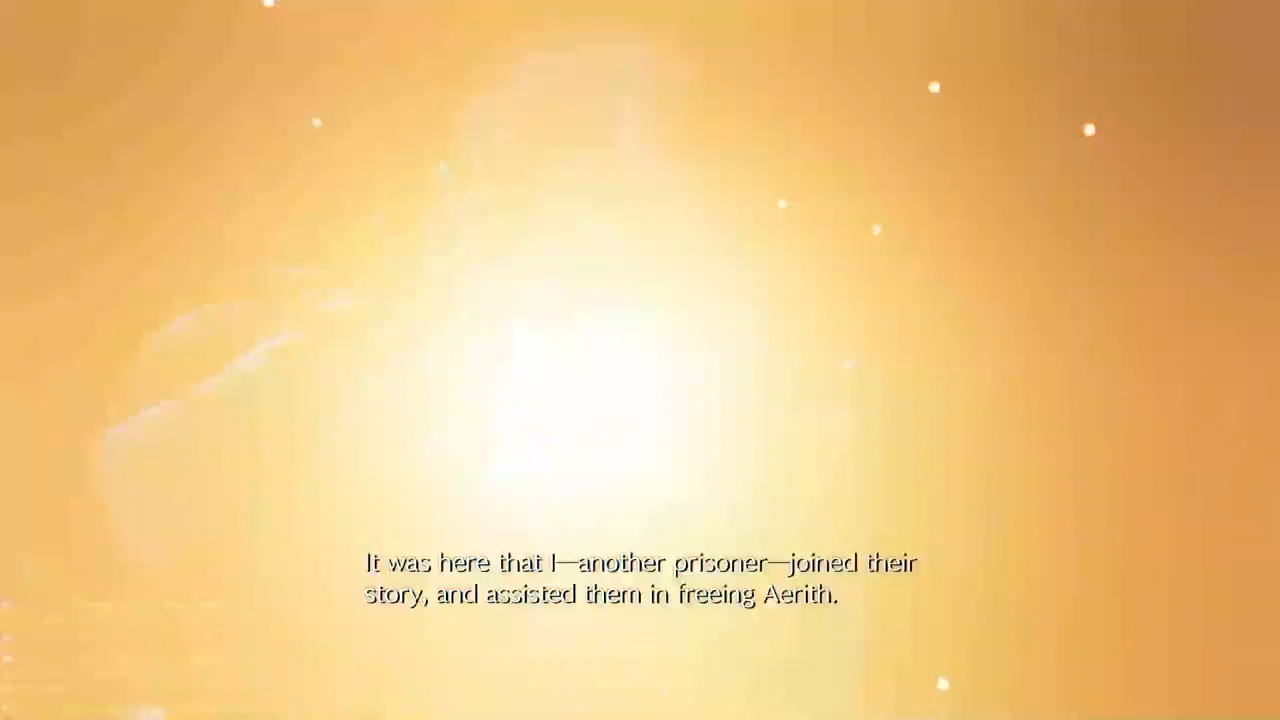 It was here that I—another prisoner—joined their
story, and assisted them in freeing Aerith.